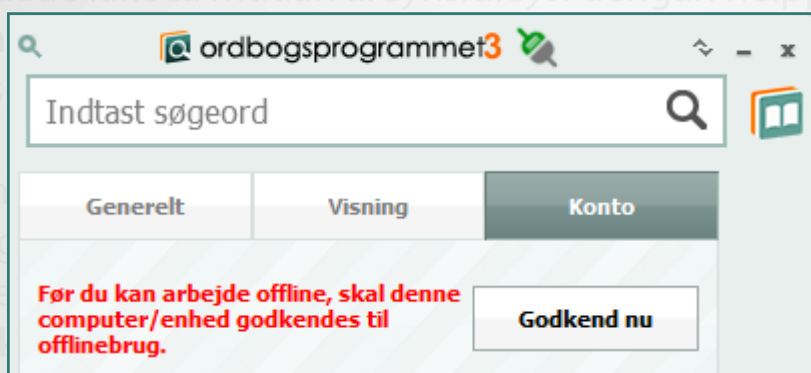 ordbogsprogrammet3
Indtast søgeord
Generelt Visning Konto
Før du kan arbejde offline, skal denne
computer/enhed godkendes til
offlinebrug.
Godkend nu